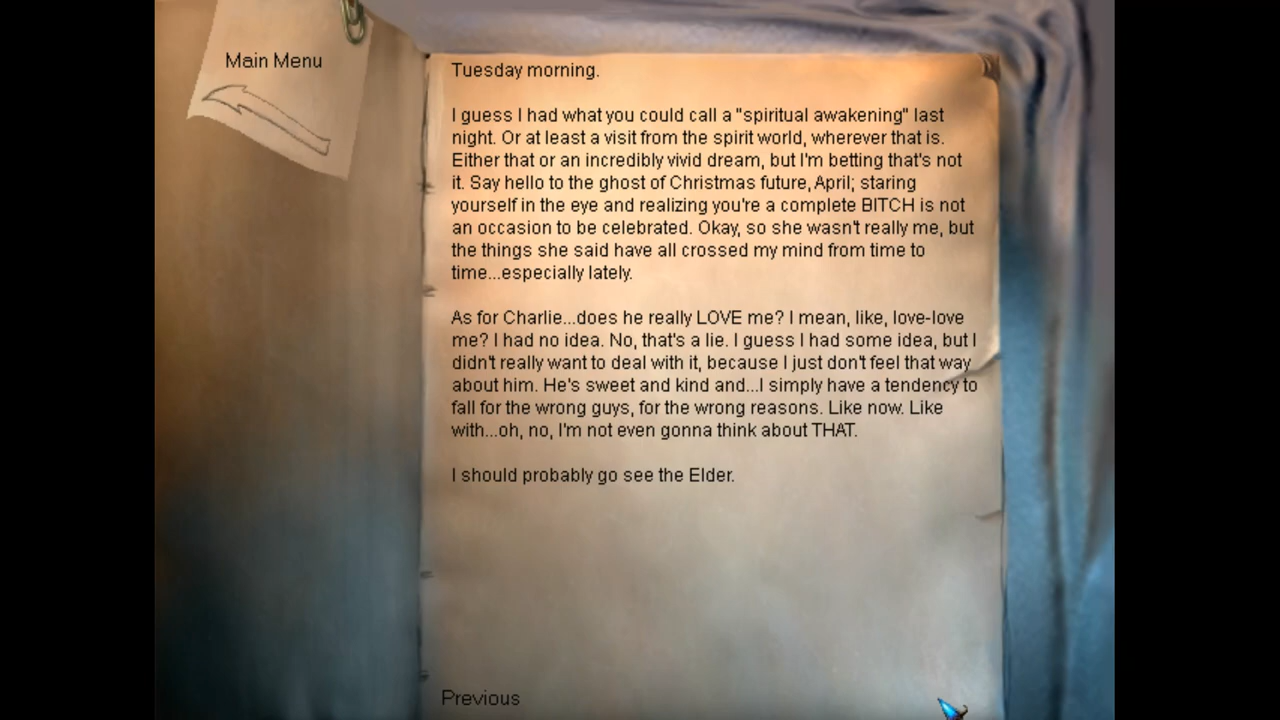 Main Menu
Tuesday morning.
I guess I had what you could call a "spiritual awakening" last
night. Or at least a visit from the spirit world, wherever that is.
Either that or an incredibly vivid dream, but I'm betting that's not
it. Say hello to the ghost of Christmas future, April; staring
yourself in the eye and realizing you're a complete BITCH is not
an occasion to be celebrated. Okay, so she wasn't really me, but
the things she said have all crossed my mind from time to
time...especially lately.
As for Charlie...does he really LOVE me? I mean, like, love-love
me? I had no idea. No, that's a lie. I guess I had some idea, but I
didn't really want to deal with it, because I just don't feel that way
about him. He's sweet and kind and...I simply have a tendency to
fall for the wrong guys, for the wrong reasons. Like now. Like
with...oh, no, I'm not even gonna think about THAT.
I should probably go see the Elder.
Previous